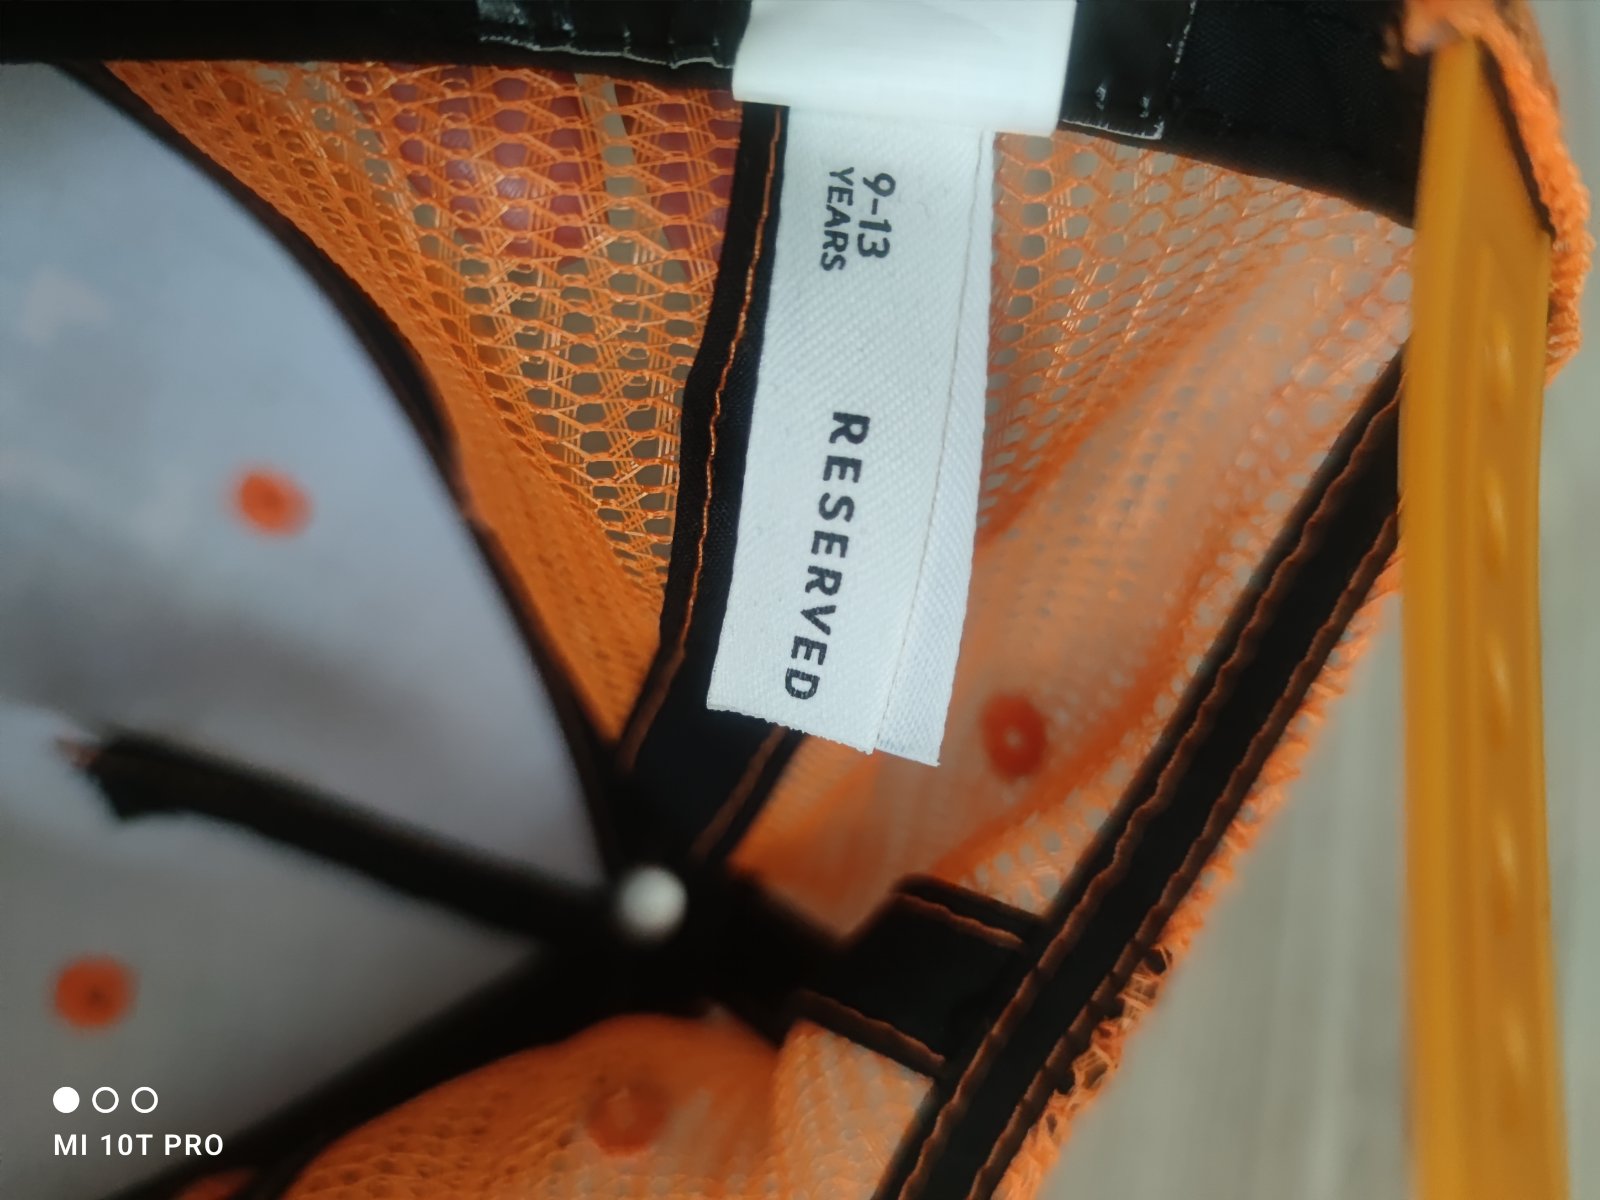 9-13
YEARS
RESERVED
MI 10T PRO